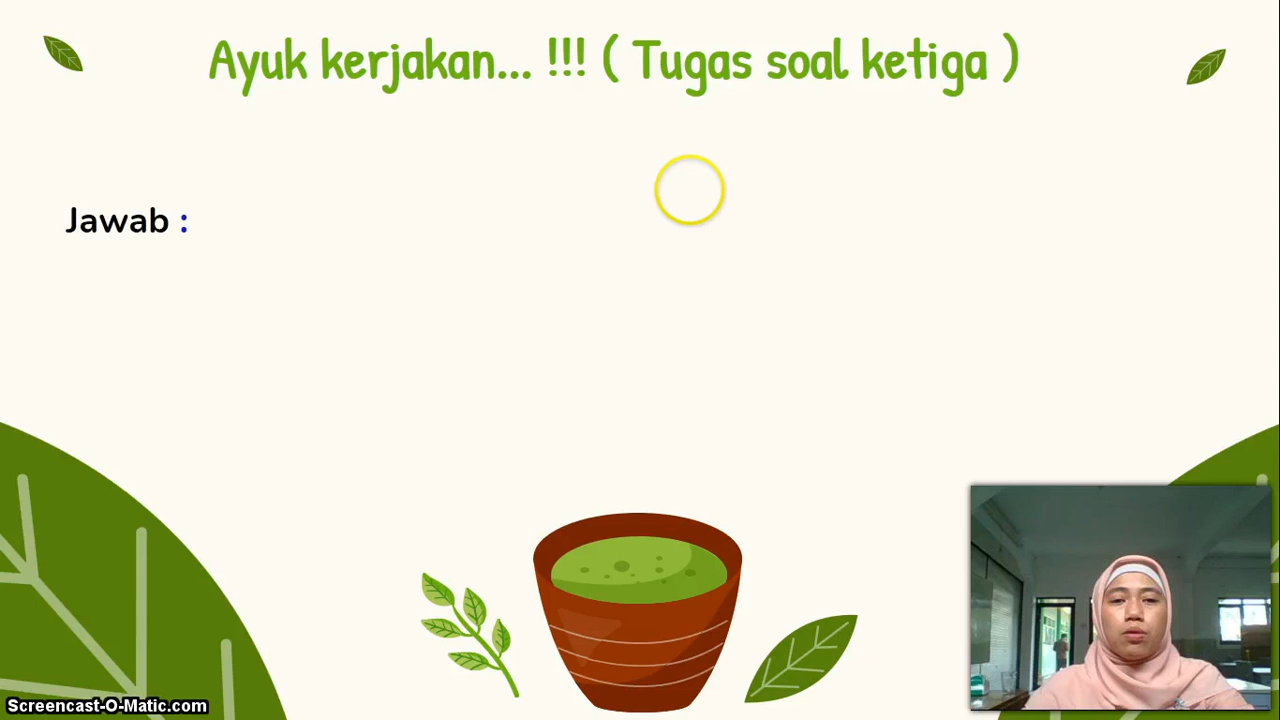 Ayuk kerjakan... !!! ( Tugas soal ketiga )
Jawab :
Screencast-O-Matic.com